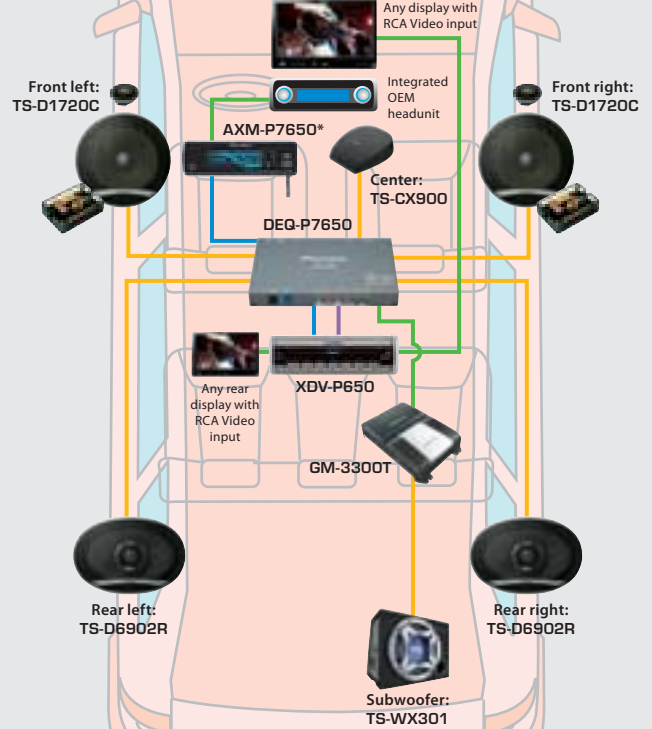 Any display with
RCA Video input
Front left:
TS-D1720C
Integrated
OEM
headunit
Front right:
TS-D1720C
AXM-P7650*
Center:
TS-CX900
DEQ-P7650
Any rear
display with
RCA Video
input
XDV-P650
GM-3300T
Rear left:
TS-D6902R
Rear right:
TS-D6902R
Subwoofer:
TS-WX301